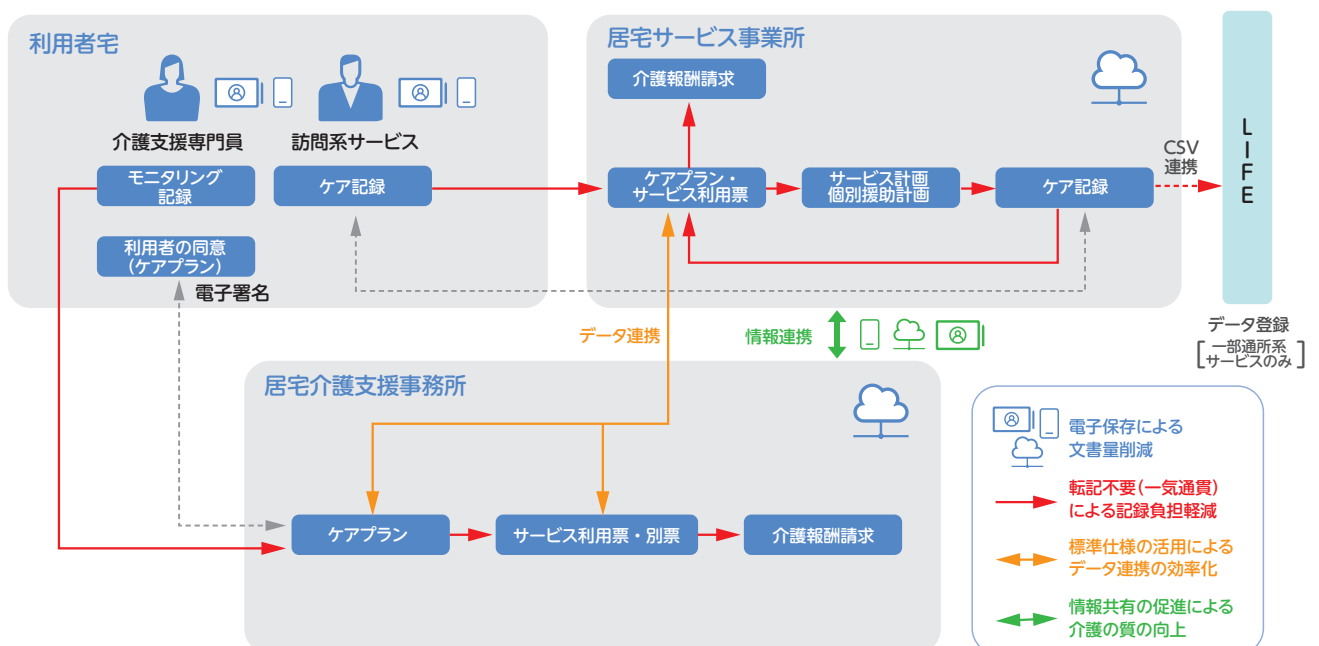 利用者宅
介護支援専門員
訪問系サービス
モニタリング
記録
ケア記録
利用者の同意
(ケアプラン)
電子署名
居宅サービス事業所
介護報酬請求
ケアプラン・
サービス利用票
サービス計画
個別援助計画
ケア記録
CSV
連携
LIFE
データ登録
一部通所系
サービスのみ
データ連携
情報連携
居宅介護支援事務所
ケアプラン
サービス利用票・別票
介護報酬請求
電子保存による
文書量削減
転記不要(一気通貫)
による記録負担軽減
標準仕様の活用による
データ連携の効率化
情報共有の促進による
介護の質の向上